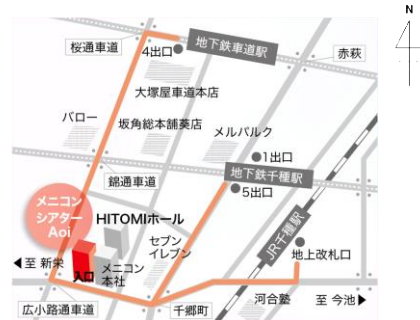 N
桜通車道
4出口
地下鉄車道駅
赤萩
大塚屋車道本店
バロー
坂角総本舗葵店
メルパルク
1出口
地下鉄千種駅
5出口
錦通車道
メニコン
シアター
Aoi
HITOMIホール
JR千種駅
地上改札口
セブン
イレブン
至 新栄
入口
メニコン
本社
広小路通車道
千郷町
河合塾
至 今池